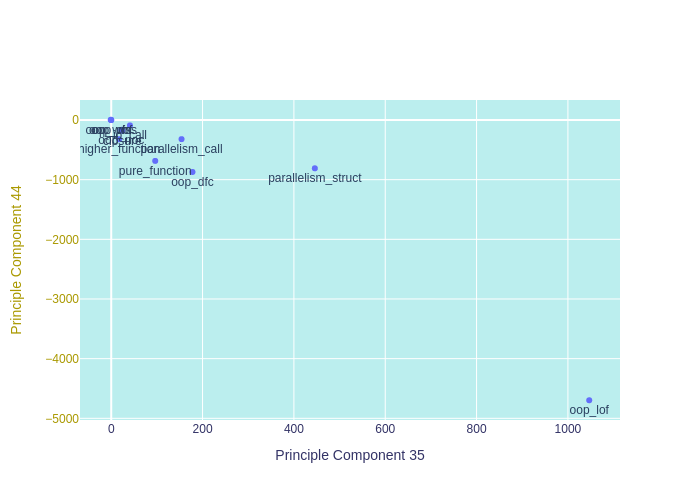 0
−1000
−2000
−3000
−4000
−5000
Principle Component 44
higher_function
parallelism_call
pure_function
oop_dfc
parallelism_struct
oop_lof
0
200
400
600
800
1000
Principle Component 35